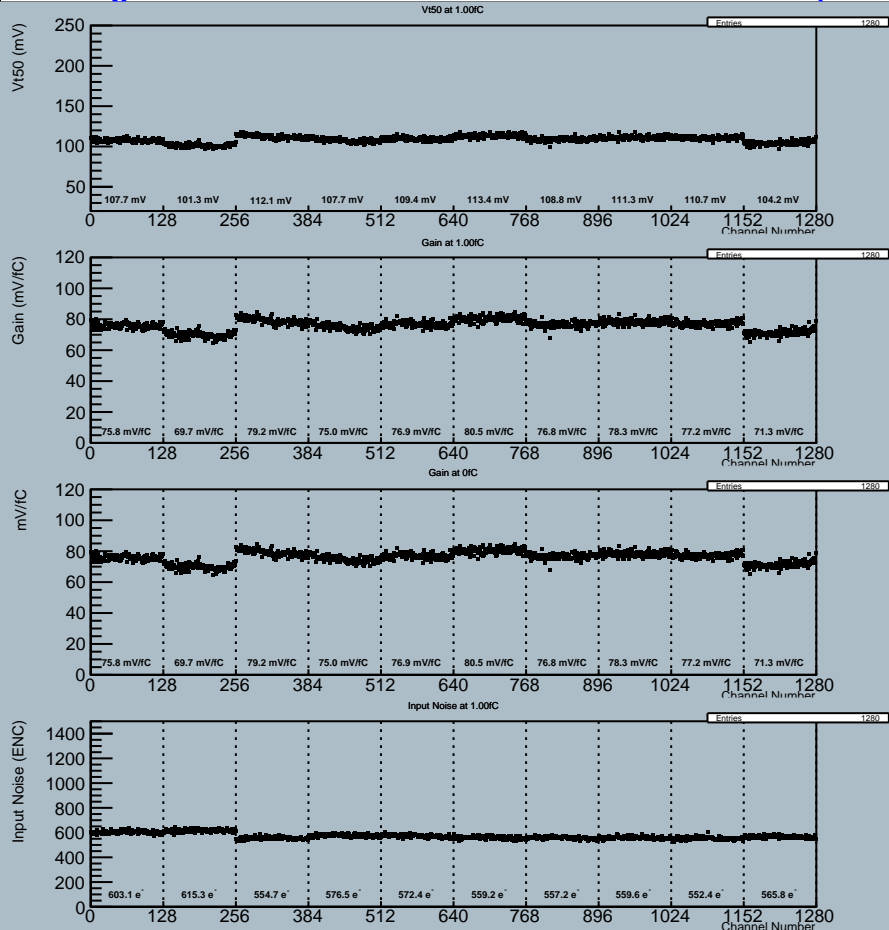 Vt50 at 1.00fC
Entries 1280
Vt50 (mV)
250
200
150
100
50
107.7 mV 101.3 mV 112.1 mV 107.7 mV 109.4 mV 113.4 mV 108.8 mV 111.3 mV 110.7 mV 104.2 mV
0 128 256 384 512 640 768 896 1024 1152 1280
Channel Number
Gain at 1.00fC
Entries 1280
Gain (mV/fC)
120
100
80
60
40
20
0
75.8 mV/fC 69.7 mV/fC 79.2 mV/fC 75.0 mV/fC 76.9 mV/fC 80.5 mV/fC 76.8 mV/fC 78.3 mV/fC 77.2 mV/fC 71.3 mV/fC
0 128 256 384 512 640 768 896 1024 1152 1280
Channel Number
Gain at 0fC
Entries 1280
mV/fC
120
100
80
60
40
20
0
75.8 mV/fC 69.7 mV/fC 79.2 mV/fC 75.0 mV/fC 76.9 mV/fC 80.5 mV/fC 76.8 mV/fC 78.3 mV/fC 77.2 mV/fC 71.3 mV/fC
0 128 256 384 512 640 768 896 1024 1152 1280
Channel Number
Input Noise at 1.00fC
Entries 1280
Input Noise (ENC)
1400
1200
1000
800
600
400
200
0
603.1 e⁻ 615.3 e⁻ 554.7 e⁻ 576.5 e⁻ 572.4 e⁻ 559.2 e⁻ 557.2 e⁻ 559.6 e⁻ 552.4 e⁻ 565.8 e⁻
0 128 256 384 512 640 768 896 1024 1152 1280
Channel Number